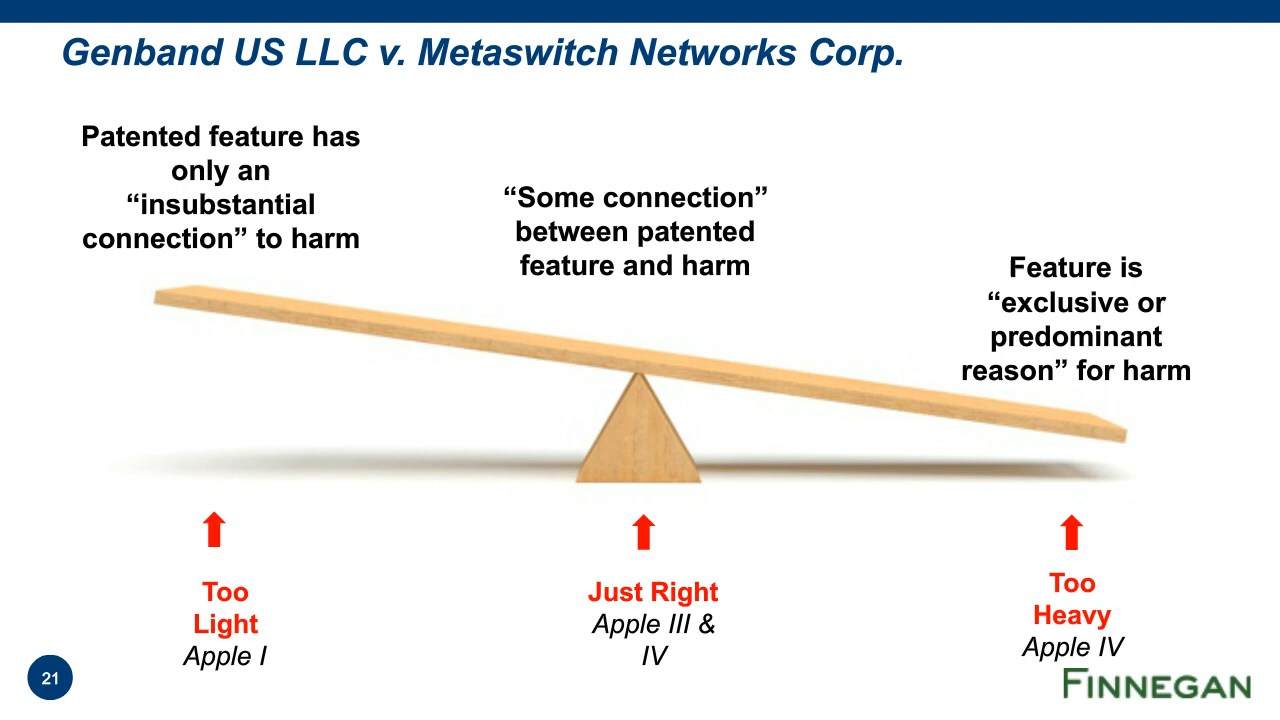 Genband US LLC v. Metaswitch Networks Corp.
Patented feature has
only an
“insubstantial
connection” to harm
“Some connection”
between patented
feature and harm
Feature is
“exclusive or
predominant
reason” for harm
Too
Light
Apple I
Just Right
Apple III &
IV
Too
Heavy
Apple IV
21
FINNEGAN